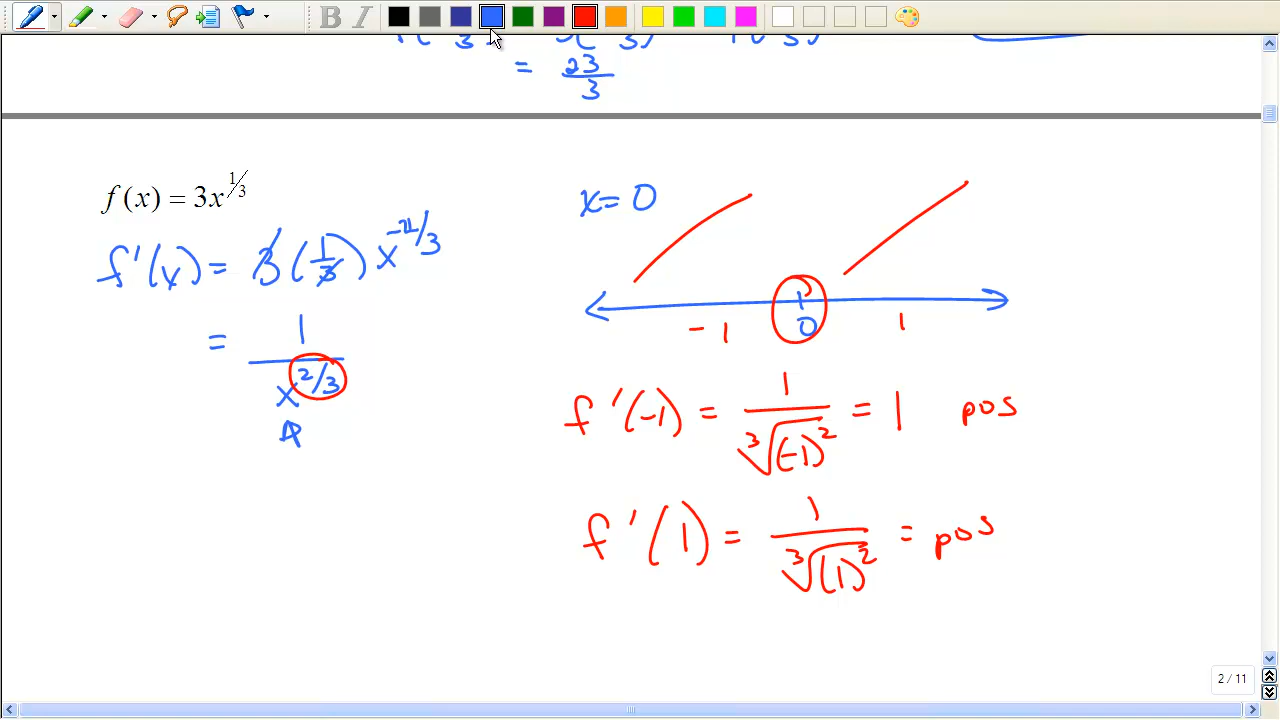 = 23/3
f(x) = 3x^{1/3}
x = 0
f'(x) = 3(1/3)x^{-2/3}
= 1/x^{2/3}
-1 0 1
f'(-1) = 1/∛(-1)² = 1 pos
f'(1) = 1/∛(1)² = pos
2 / 11